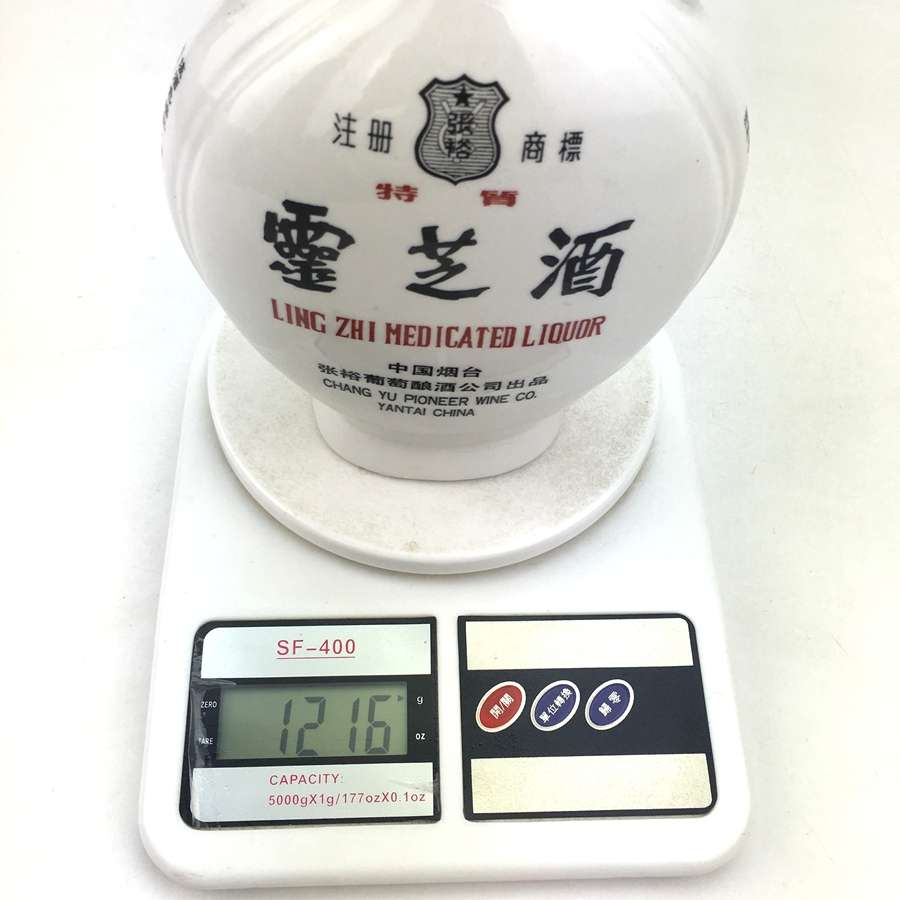 注册 張裕 商標
特質
靈芝酒
LING ZHI MEDICATED LIQUOR
中国烟台
张裕葡萄酿酒公司出品
CHANG YU PIONEER WINE CO.
YANTAI CHINA
SF-400
ZERO
1216
g
TARE
oz
CAPACITY:
5000gX1g/177ozX0.1oz
開/關
單位轉換
歸零